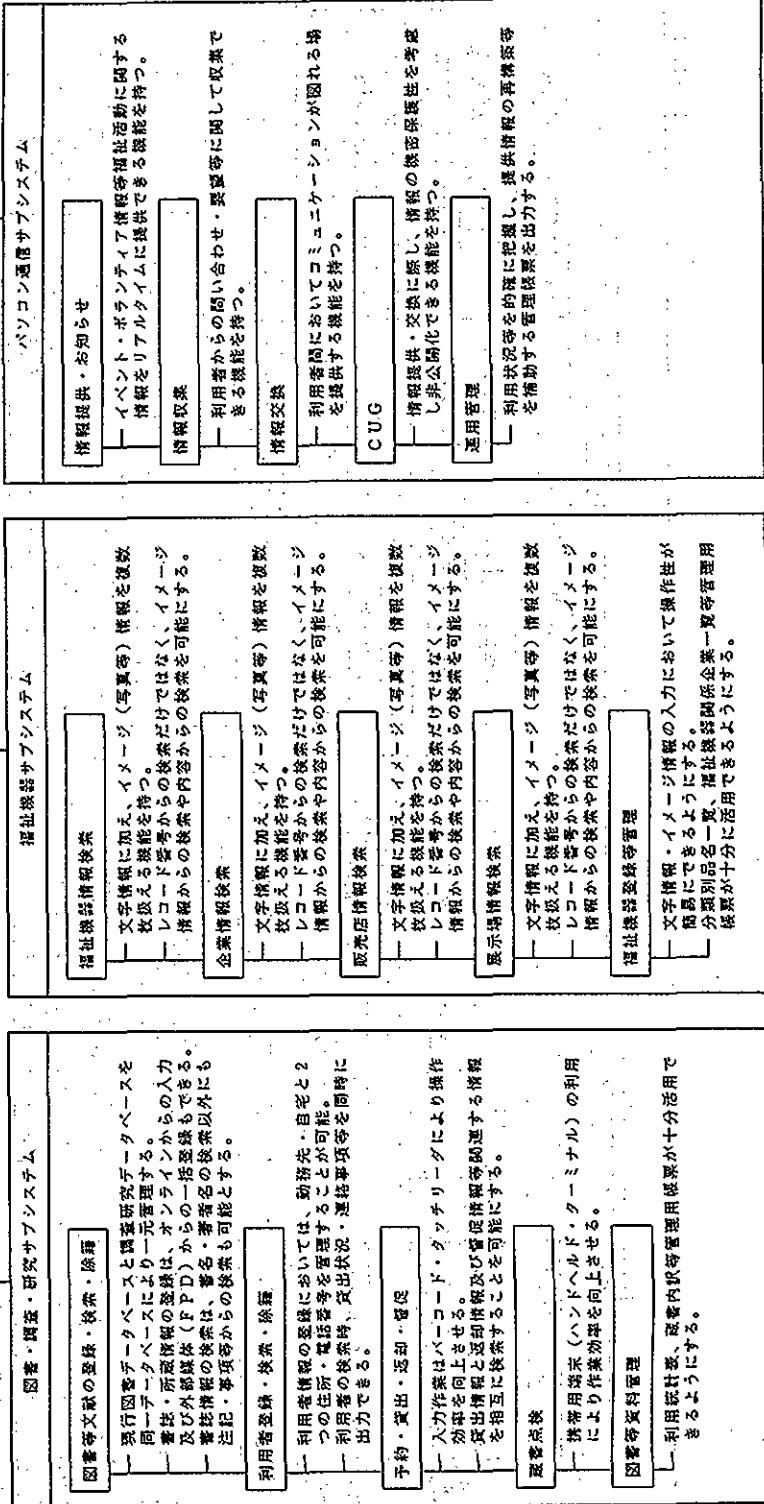 図書・調査・研究サブシステム
図書等文献の登録・検索・除籍
現行図書データベースと調査研究データベースを
同一データベースにより一元管理する。
書誌・所蔵情報の登録は、オンラインからの入力
及び外部媒体（ＦＰＤ）からの一括登録もできる。
書誌情報の検索は、書名・著者名の検索以外にも
注記・事項等からの検索も可能とする。
利用者登録・検索・除籍
利用者情報の登録においては、勤務先・自宅と２
つの住所・電話番号を管理することが可能。
利用者の検索時、貸出状況・連絡事項等を同時に
出力できる。
予約・貸出・返却・督促
入力作業はバーコード・タッチリーダにより操作
効率を向上させる。
貸出情報と返却情報及び督促情報等関連する情報
を相互に検索することを可能にする。
蔵書点検
携帯用端末（ハンドヘルド・ターミナル）の利用
により作業効率を向上させる。
図書等資料管理
利用統計表、蔵書内訳等管理用帳票が十分活用で
きるようにする。
福祉機器サブシステム
福祉機器情報検索
文字情報に加え、イメージ（写真等）情報を複数
枚扱える機能を持つ。
レコード番号からの検索だけではなく、イメージ
情報からの検索や内容からの検索を可能にする。
企業情報検索
文字情報に加え、イメージ（写真等）情報を複数
枚扱える機能を持つ。
レコード番号からの検索だけではなく、イメージ
情報からの検索や内容からの検索を可能にする。
販売店情報検索
文字情報に加え、イメージ（写真等）情報を複数
枚扱える機能を持つ。
レコード番号からの検索だけではなく、イメージ
情報からの検索や内容からの検索を可能にする。
展示場情報検索
文字情報に加え、イメージ（写真等）情報を複数
枚扱える機能を持つ。
レコード番号からの検索だけではなく、イメージ
情報からの検索や内容からの検索を可能にする。
福祉機器登録等管理
文字情報・イメージ情報の入力において操作性が
簡易にできるようにする。
分類別品名一覧、福祉機器関係企業一覧等管理用
帳票が十分に活用できるようにする。
パソコン通信サブシステム
情報提供・お知らせ
イベント・ボランティア情報等福祉活動に関する
情報をリアルタイムに提供できる機能を持つ。
情報収集
利用者からの問い合わせ・要望等に関して収集で
きる機能を持つ。
情報交換
利用者間においてコミュニケーションが図れる場
を提供する機能を持つ。
ＣＵＧ
情報提供・交換に際し、情報の機密保護性を考慮
し非公開化できる機能を持つ。
運用管理
利用状況等を的確に把握し、提供情報の再構築等
を補助する管理帳票を出力する。